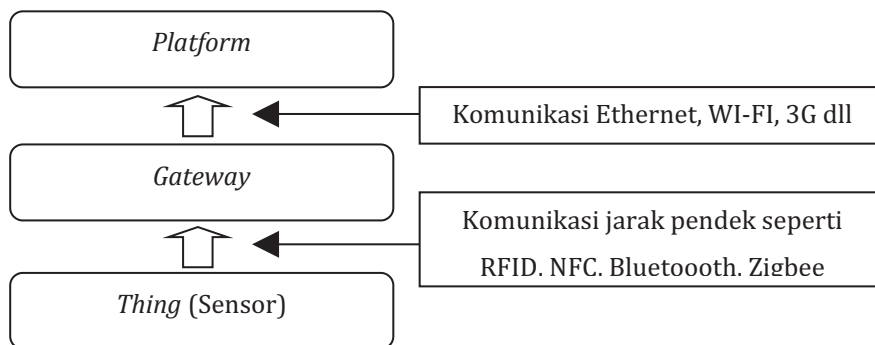 Platform
Komunikasi Ethernet, WI-FI, 3G dll
Gateway
Komunikasi jarak pendek seperti
RFID, NFC, Bluetoooth, Zigbee
Thing (Sensor)